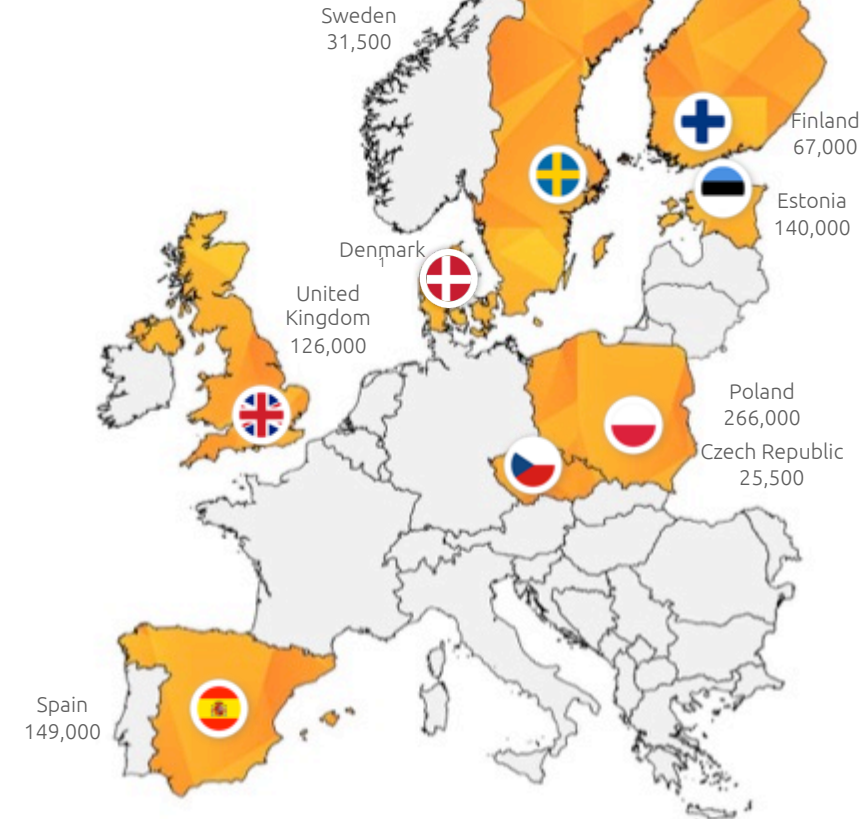 Sweden
31,500
Finland
67,000
Estonia
140,000
Denmark
1
United
Kingdom
126,000
Poland
266,000
Czech Republic
25,500
Spain
149,000